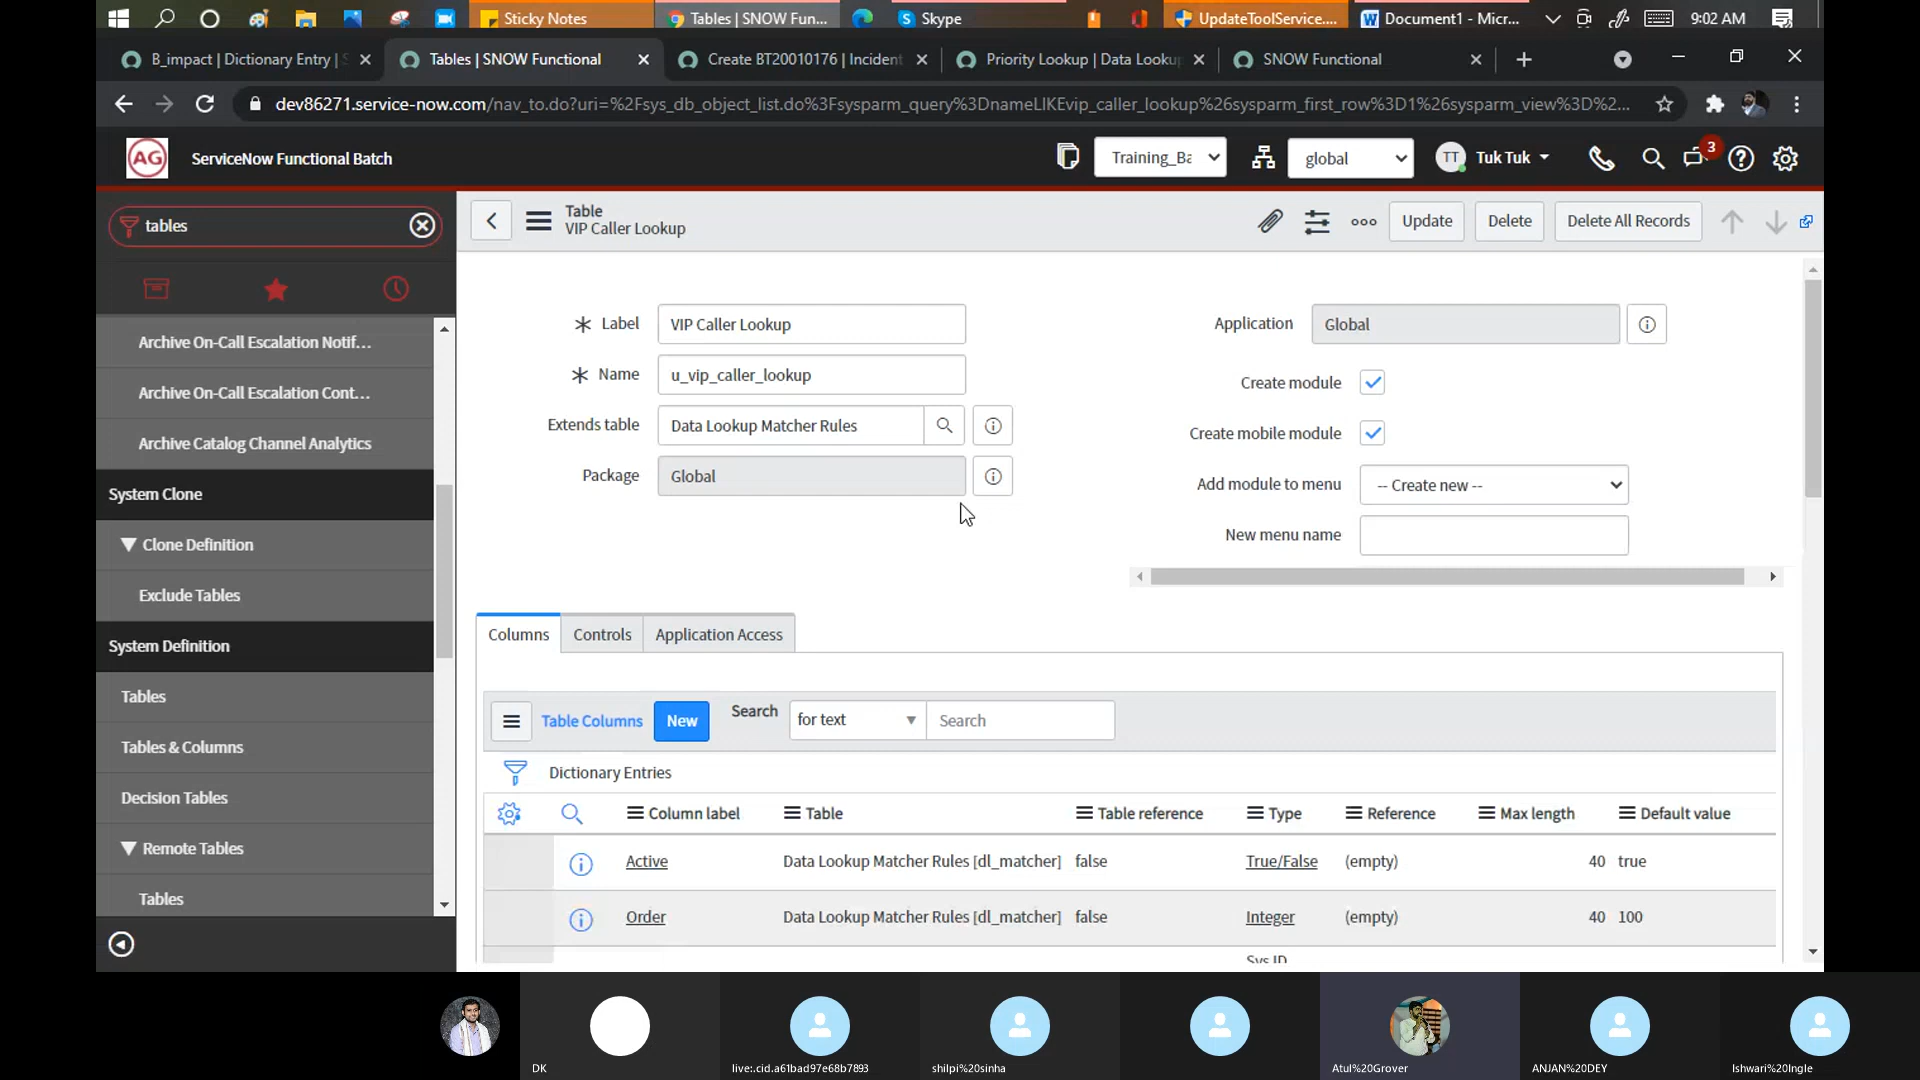 Sticky Notes
Tables | SNOW Fun...
Skype
UpdateToolService....
Document1 - Micr...
9:02 AM
B_impact | Dictionary Entry | S
Tables | SNOW Functional
Create BT20010176 | Incident
Priority Lookup | Data Looku
SNOW Functional
dev86271.service-now.com/nav_to.do?uri=%2Fsys_db_object_list.do%3Fsysparm_query%3DnameLIKEvip_caller_lookup%26sysparm_first_row%3D1%26sysparm_view%3D%2...
AG
ServiceNow Functional Batch
Training_Ba
global
TT
Tuk Tuk
3
tables
Table
VIP Caller Lookup
Update
Delete
Delete All Records
Archive On-Call Escalation Notif...
Archive On-Call Escalation Cont...
Archive Catalog Channel Analytics
System Clone
Clone Definition
Exclude Tables
System Definition
Tables
Tables & Columns
Decision Tables
Remote Tables
Tables
Label
VIP Caller Lookup
Application
Global
Name
u_vip_caller_lookup
Create module
Extends table
Data Lookup Matcher Rules
Create mobile module
Package
Global
Add module to menu
-- Create new --
New menu name
Columns
Controls
Application Access
Table Columns
New
Search
for text
Search
Dictionary Entries
Column label
Table
Table reference
Type
Reference
Max length
Default value
Active
Data Lookup Matcher Rules [dl_matcher]
false
True/False
(empty)
40
true
Order
Data Lookup Matcher Rules [dl_matcher]
false
Integer
(empty)
40
100
Sys ID
DK
live:.cid.a61bad97e68b7893
shilpi%20sinha
Atul%20Grover
ANJAN%20DEY
Ishwari%20Ingle